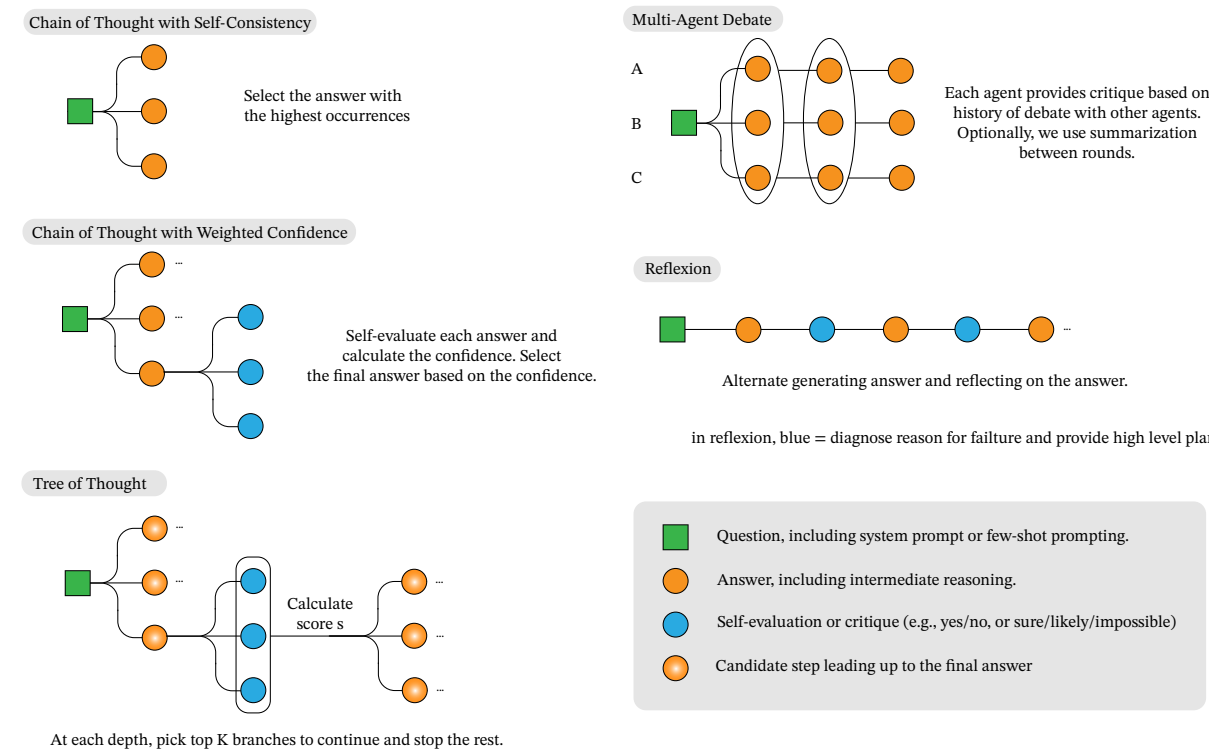 Chain of Thought with Self-Consistency
Select the answer with
the highest occurrences
Chain of Thought with Weighted Confidence
...
...
Self-evaluate each answer and
calculate the confidence. Select
the final answer based on the confidence.
Tree of Thought
...
...
Calculate
score s
...
...
...
At each depth, pick top K branches to continue and stop the rest.
Multi-Agent Debate
A
B
C
Each agent provides critique based on
history of debate with other agents.
Optionally, we use summarization
between rounds.
Reflexion
...
Alternate generating answer and reflecting on the answer.
in reflexion, blue = diagnose reason for failture and provide high level pla
Question, including system prompt or few-shot prompting.
Answer, including intermediate reasoning.
Self-evaluation or critique (e.g., yes/no, or sure/likely/impossible)
Candidate step leading up to the final answer